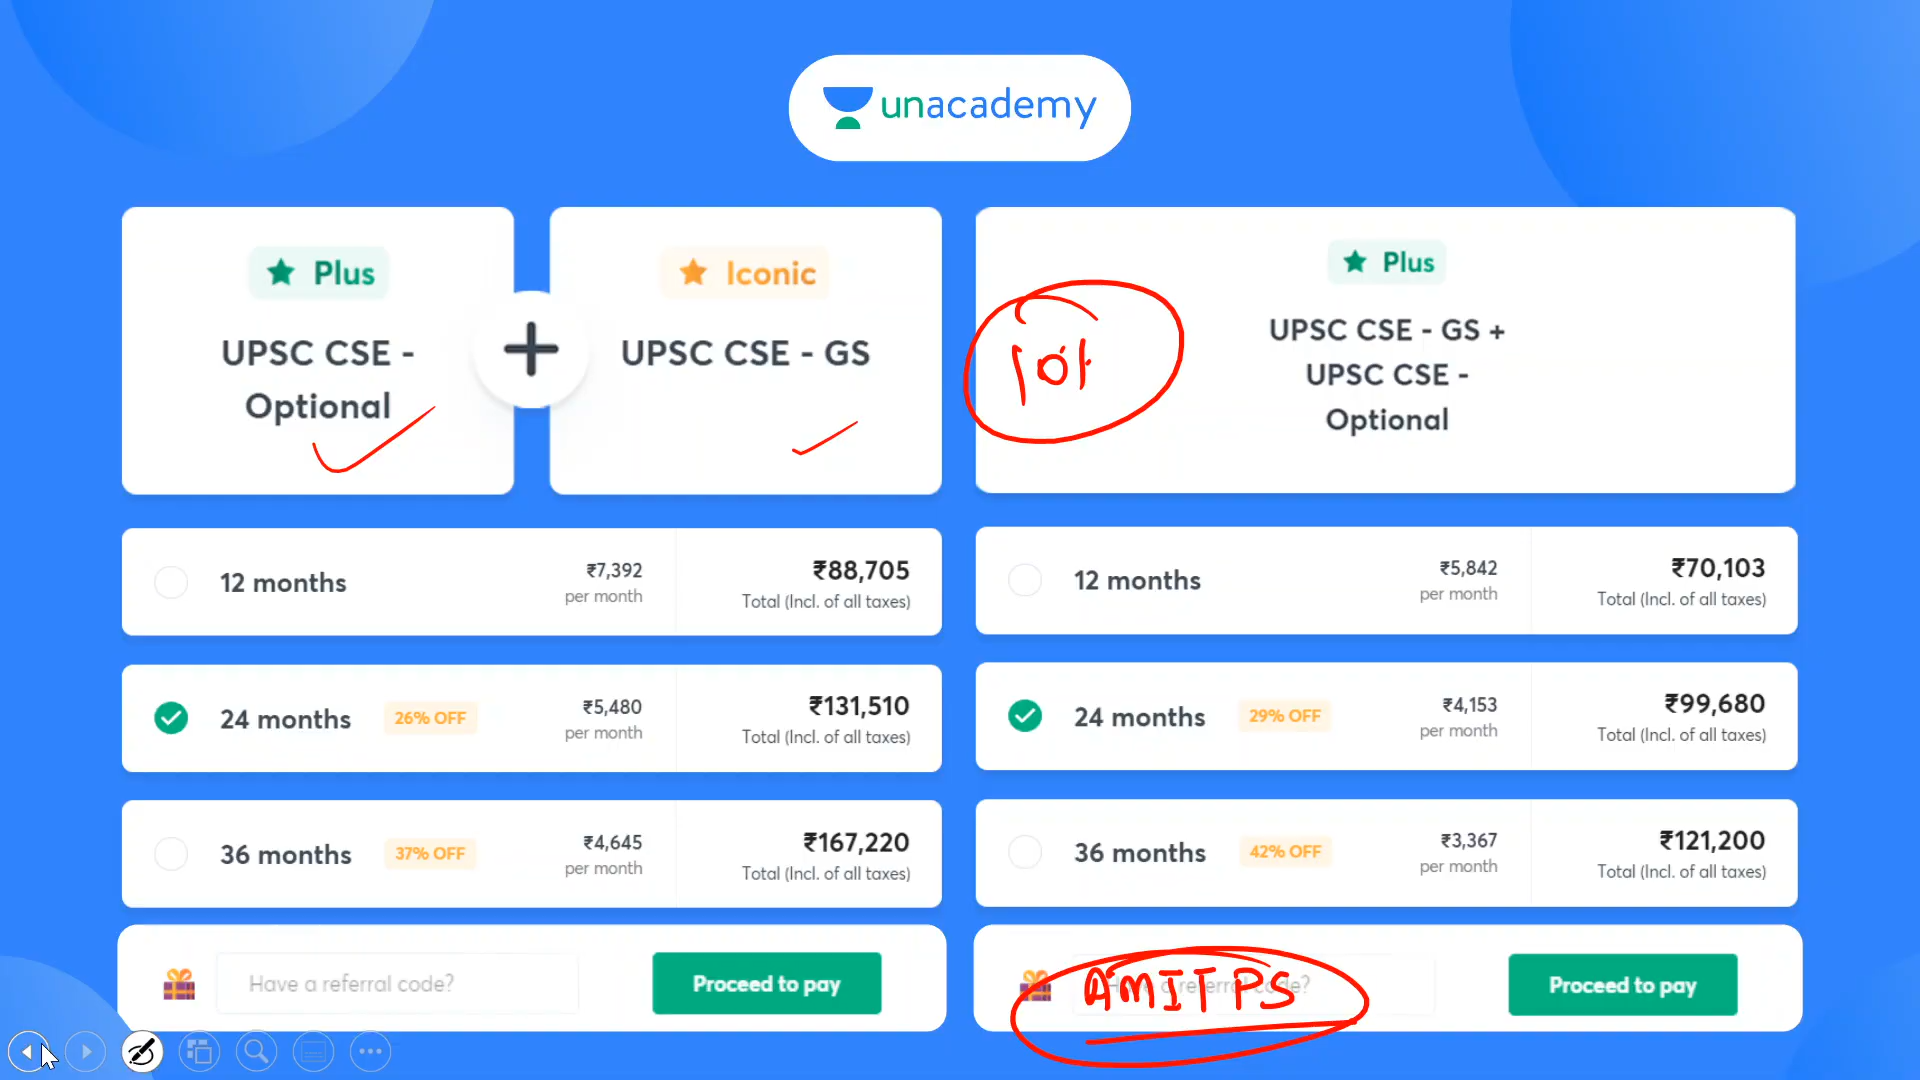 unacademy
Plus
UPSC CSE -
Optional
Iconic
UPSC CSE - GS
Plus
UPSC CSE - GS +
UPSC CSE -
Optional
12 months
₹7,392
per month
₹88,705
Total (Incl. of all taxes)
24 months
26% OFF
₹5,480
per month
₹131,510
Total (Incl. of all taxes)
36 months
37% OFF
₹4,645
per month
₹167,220
Total (Incl. of all taxes)
Have a referral code?
Proceed to pay
12 months
₹5,842
per month
₹70,103
Total (Incl. of all taxes)
24 months
29% OFF
₹4,153
per month
₹99,680
Total (Incl. of all taxes)
36 months
42% OFF
₹3,367
per month
₹121,200
Total (Incl. of all taxes)
Have a referral code?
AMITPS
Proceed to pay